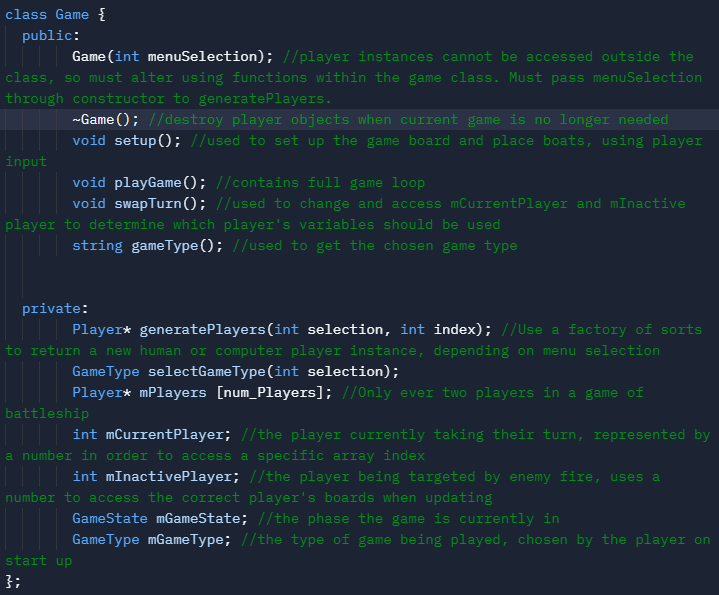 class Game {
public:
Game(int menuSelection); //player instances cannot be accessed outside the
class, so must alter using functions within the game class. Must pass menuSelection
through constructor to generatePlayers.
~Game(); //destroy player objects when current game is no longer needed
void setup(); //used to set up the game board and place boats, using player
input
void playGame(); //contains full game loop
void swapTurn(); //used to change and access mCurrentPlayer and mInactive
player to determine which player's variables should be used
string gameType(); //used to get the chosen game type
private:
Player* generatePlayers(int selection, int index); //Use a factory of sorts
to return a new human or computer player instance, depending on menu selection
GameType selectGameType(int selection);
Player* mPlayers [num_Players]; //Only ever two players in a game of
battleship
int mCurrentPlayer; //the player currently taking their turn, represented by
a number in order to access a specific array index
int mInactivePlayer; //the player being targeted by enemy fire, uses a
number to access the correct player's boards when updating
GameState mGameState; //the phase the game is currently in
GameType mGameType; //the type of game being played, chosen by the player on
start up
};